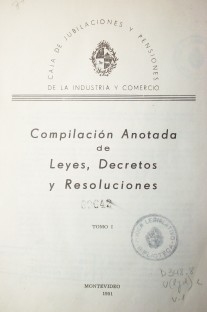 CAJA DE JUBILACIONES Y PENSIONES
DE LA INDUSTRIA Y COMERCIO
Compilación Anotada
de
Leyes, Decretos
y Resoluciones
TOMO I
MONTEVIDEO
1951